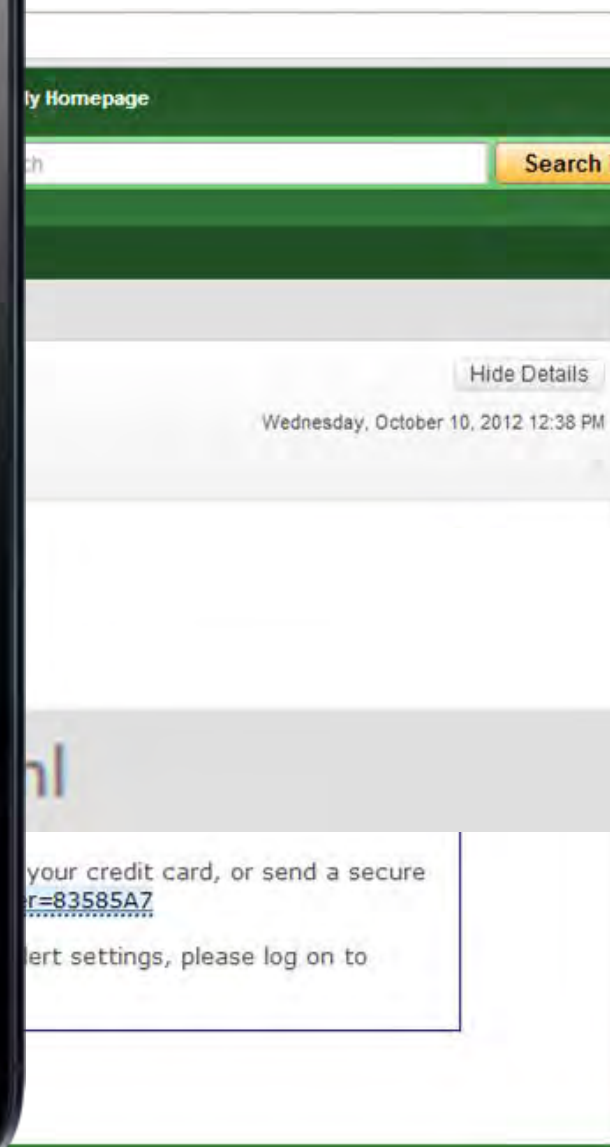 ly Homepage
ch
Search
Hide Details
Wednesday, October 10, 2012 12:38 PM
nl
your credit card, or send a secure
r=83585A7
lert settings, please log on to